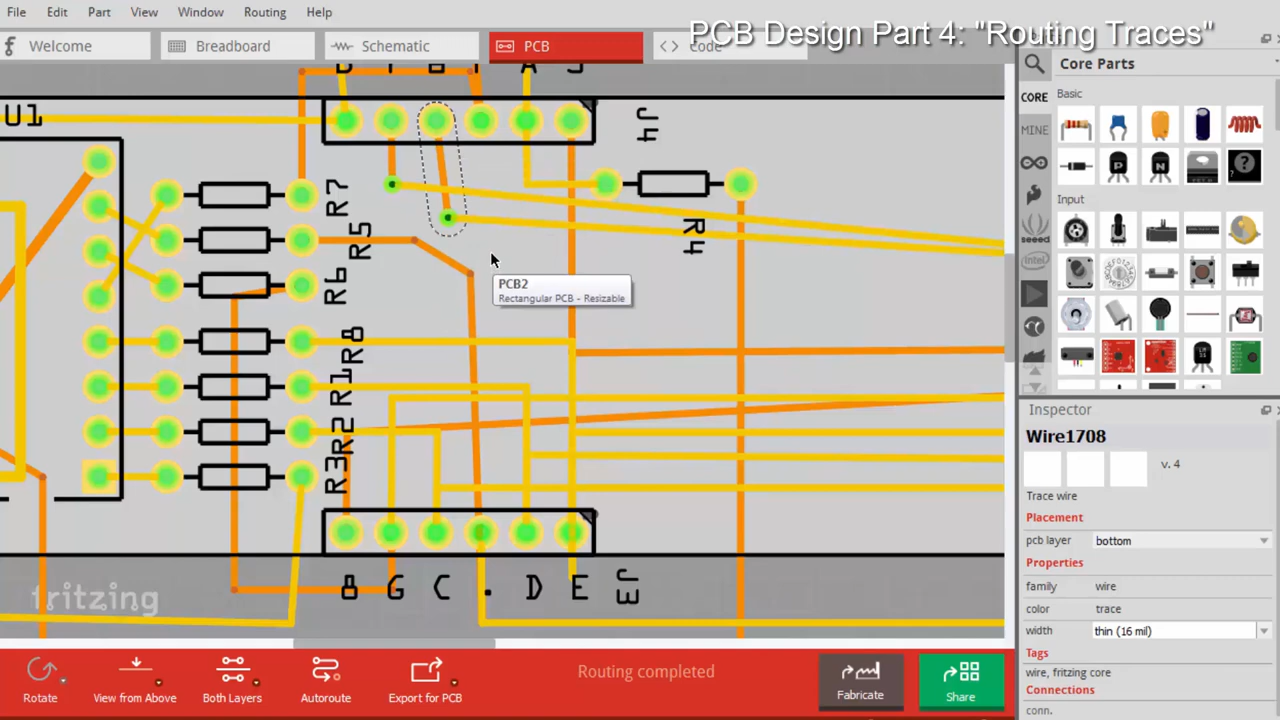 File Edit Part View Window Routing Help
PCB Design Part 4: "Routing Traces"
Welcome Breadboard Schematic PCB Code
Core Parts
Basic
CORE
MINE
Input
seeed
intel
U1
J4
R7
R5
R4
R6
R8
R1
R2
R3
PCB2
Rectangular PCB - Resizable
8 G C . D E J3
fritzing
Inspector
Wire1708
v. 4
Trace wire
Placement
pcb layer bottom
Properties
family wire
color trace
width thin (16 mil)
Tags
wire, fritzing core
Connections
conn.
Rotate View from Above Both Layers Autoroute Export for PCB
Routing completed
Fabricate Share